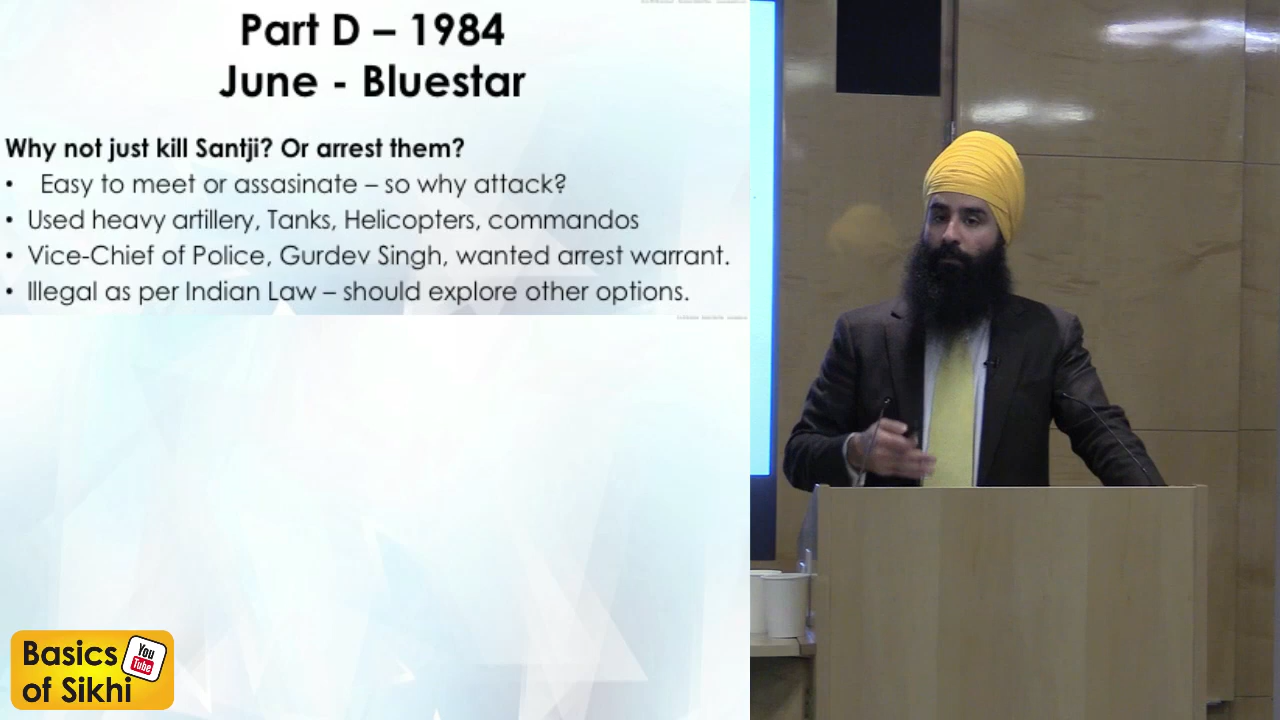 Part D – 1984
June - Bluestar
Why not just kill Santji? Or arrest them?
• Easy to meet or assasinate – so why attack?
• Used heavy artillery, Tanks, Helicopters, commandos
• Vice-Chief of Police, Gurdev Singh, wanted arrest warrant.
• Illegal as per Indian Law – should explore other options.
Basics
of Sikhi
You
Tube